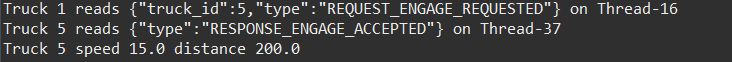 Truck 1 reads {"truck_id":5,"type":"REQUEST_ENGAGE_REQUESTED"} on Thread-16
Truck 5 reads {"type":"RESPONSE_ENGAGE_ACCEPTED"} on Thread-37
Truck 5 speed 15.0 distance 200.0